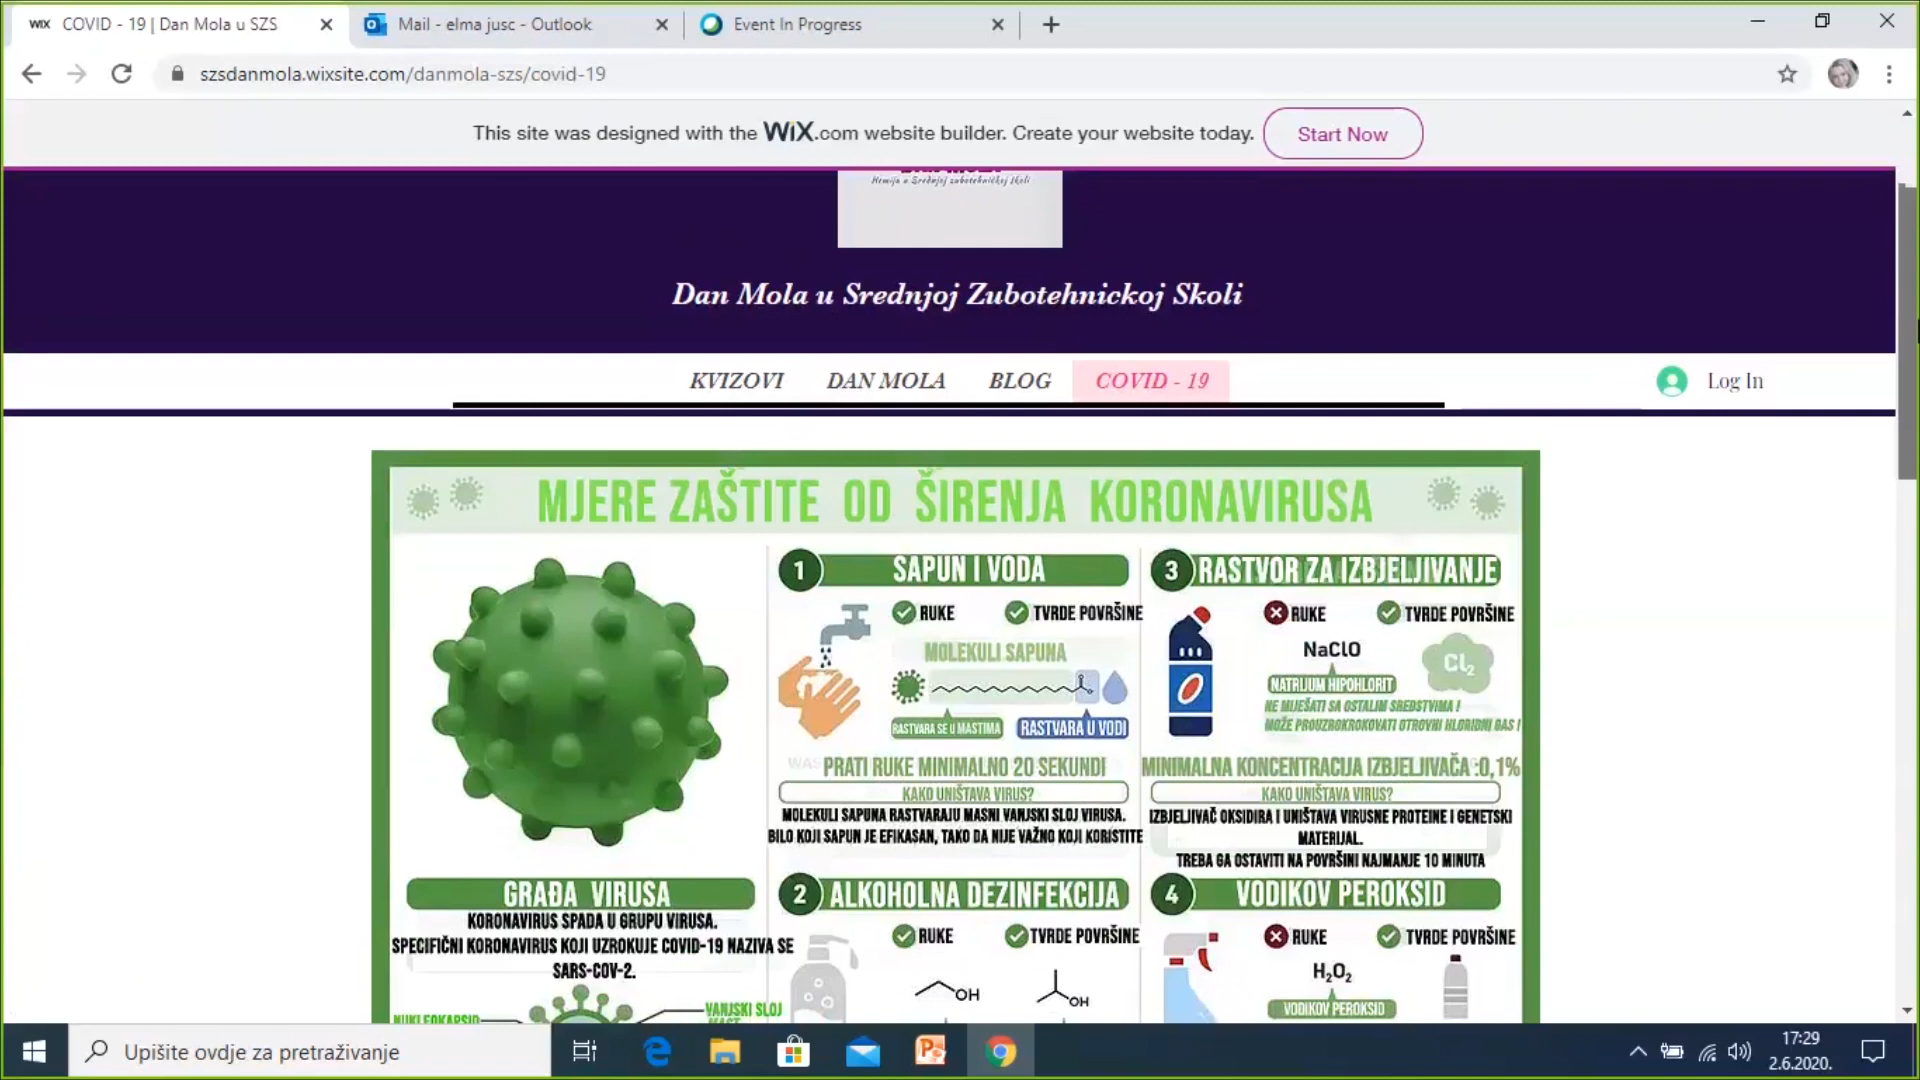 WIX COVID - 19 | Dan Mola u SZS
Mail - elma jusc - Outlook
Event In Progress
szsdanmola.wixsite.com/danmola-szs/covid-19
This site was designed with the WiX.com website builder. Create your website today.
Start Now
Hemija u Srednjoj zubotehničkoj školi
Dan Mola u Srednjoj Zubotehnickoj Skoli
KVIZOVI DAN MOLA BLOG COVID - 19
Log In
MJERE ZAŠTITE OD ŠIRENJA KORONAVIRUSA
GRAĐA VIRUSA
KORONAVIRUS SPADA U GRUPU VIRUSA.
SPECIFIČNI KORONAVIRUS KOJI UZROKUJE COVID-19 NAZIVA SE
SARS-COV-2.
VANJSKI SLOJ
1 SAPUN I VODA
RUKE TVRDE POVRŠINE
MOLEKULI SAPUNA
RASTVARA SE U MASTIMA RASTVARA U VODI
PRATI RUKE MINIMALNO 20 SEKUNDI
KAKO UNIŠTAVA VIRUS?
MOLEKULI SAPUNA RASTVARAJU MASNI VANJSKI SLOJ VIRUSA.
BILO KOJI SAPUN JE EFIKASAN, TAKO DA NIJE VAŽNO KOJI KORISTITE
2 ALKOHOLNA DEZINFEKCIJA
RUKE TVRDE POVRŠINE
OH OH
3 RASTVOR ZA IZBJELJIVANJE
RUKE TVRDE POVRŠINE
NaClO
Cl₂
NATRIJUM HIPOHLORIT
NE MIJEŠATI SA OSTALIM SREDSTVIMA !
MOŽE PROUZROKROKOVATI OTROVNI HLORIDNI GAS !
MINIMALNA KONCENTRACIJA IZBJELJIVAČA :0,1%
KAKO UNIŠTAVA VIRUS?
IZBJELJIVAČ OKSIDIRA I UNIŠTAVA VIRUSNE PROTEINE I GENETSKI
MATERIJAL.
TREBA GA OSTAVITI NA POVRŠINI NAJMANJE 10 MINUTA
4 VODIKOV PEROKSID
RUKE TVRDE POVRŠINE
H₂O₂
VODIKOV PEROKSID
Upišite ovdje za pretraživanje
17:29
2.6.2020.